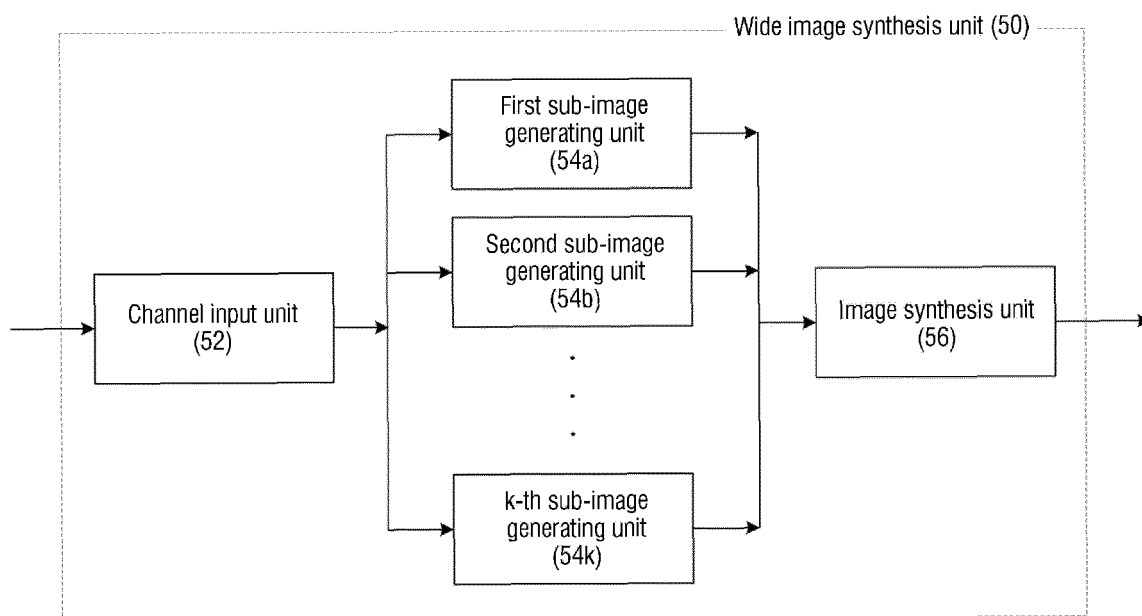 Wide image synthesis unit (50)
First sub-image
generating unit
(54a)
Second sub-image
generating unit
(54b)
Channel input unit
(52)
Image synthesis unit
(56)
k-th sub-image
generating unit
(54k)